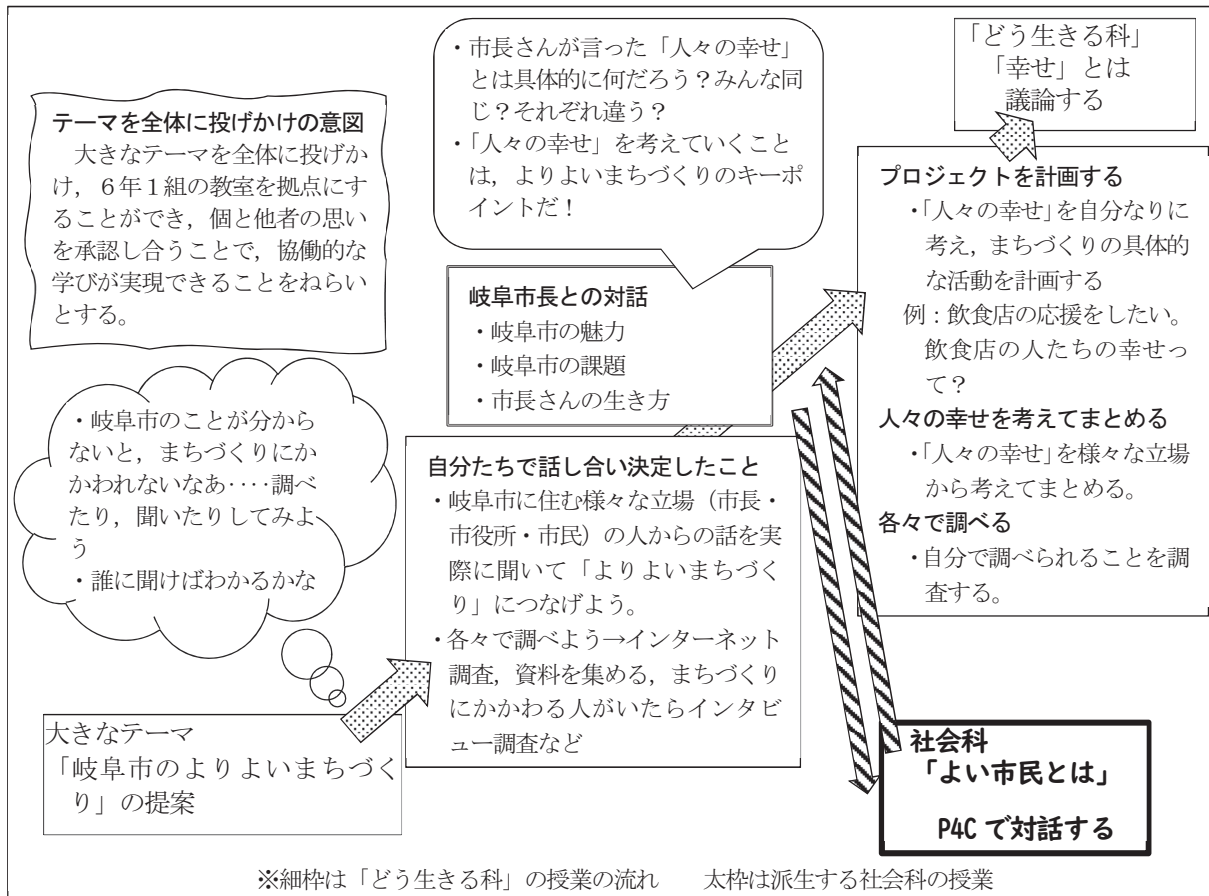 テーマを全体に投げかけの意図
大きなテーマを全体に投げか
け，６年１組の教室を拠点にす
ることができ，個と他者の思い
を承認し合うことで，協働的な
学びが実現できることをねらい
とする。
・岐阜市のことが分から
ないと，まちづくりにか
かわれないなあ‥‥調べ
たり，聞いたりしてみよ
う
・誰に聞けばわかるかな
大きなテーマ
「岐阜市のよりよいまちづく
り」の提案
・市長さんが言った「人々の幸せ」
とは具体的に何だろう？みんな同
じ？それぞれ違う？
・「人々の幸せ」を考えていくこと
は，よりよいまちづくりのキーポ
イントだ！
岐阜市長との対話
・岐阜市の魅力
・岐阜市の課題
・市長さんの生き方
自分たちで話し合い決定したこと
・岐阜市に住む様々な立場（市長・
市役所・市民）の人からの話を実
際に聞いて「よりよいまちづく
り」につなげよう。
・各々で調べよう→インターネット
調査，資料を集める，まちづくり
にかかわる人がいたらインタビ
ュー調査など
「どう生きる科」
「幸せ」とは
議論する
プロジェクトを計画する
・「人々の幸せ」を自分なりに
考え，まちづくりの具体的
な活動を計画する
例：飲食店の応援をしたい。
飲食店の人たちの幸せっ
て？
人々の幸せを考えてまとめる
・「人々の幸せ」を様々な立場
から考えてまとめる。
各々で調べる
・自分で調べられることを調
査する。
社会科
「よい市民とは」
P4C で対話する
※細枠は「どう生きる科」の授業の流れ　　太枠は派生する社会科の授業